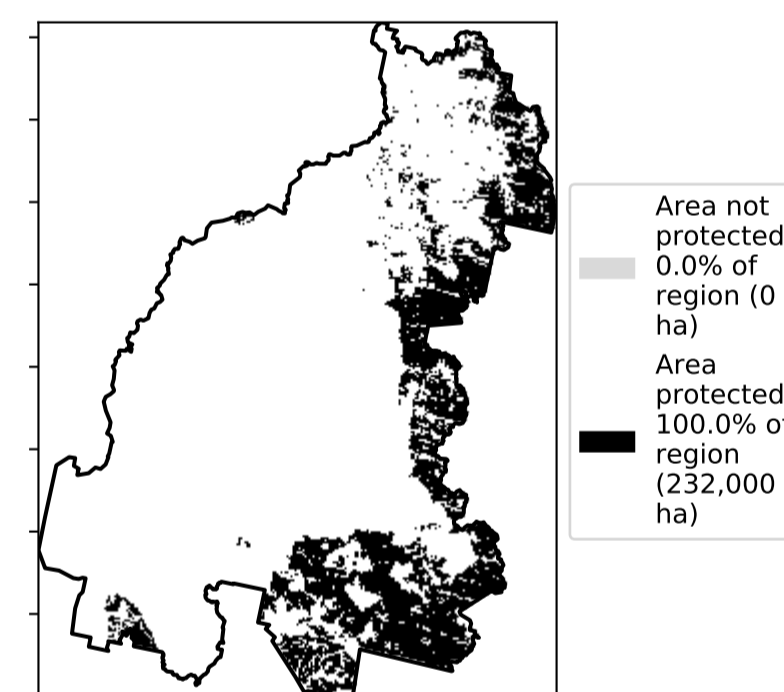 Area not
protected
0.0% of
region (0
ha)
Area
protected
100.0% of
region
(232,000
ha)